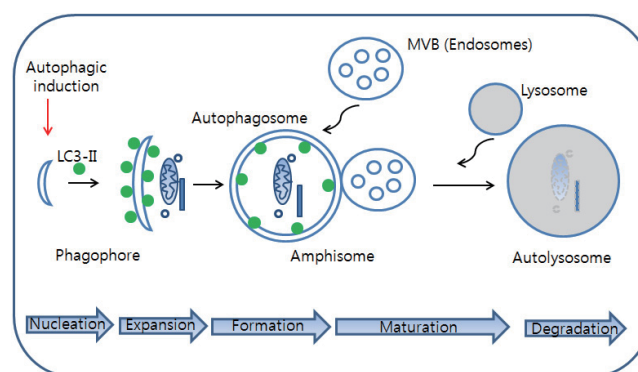 MVB (Endosomes)
Autophagic
induction
Lysosome
Autophagosome
LC3-II
Phagophore
Amphisome
Autolysosome
Nucleation
Expansion
Formation
Maturation
Degradation